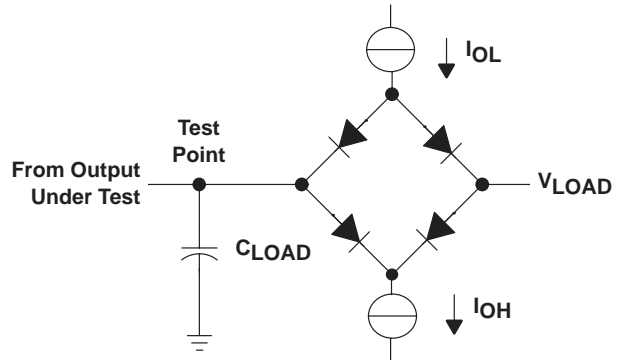 IOL
Test
Point
From Output
Under Test
VLOAD
CLOAD
IOH